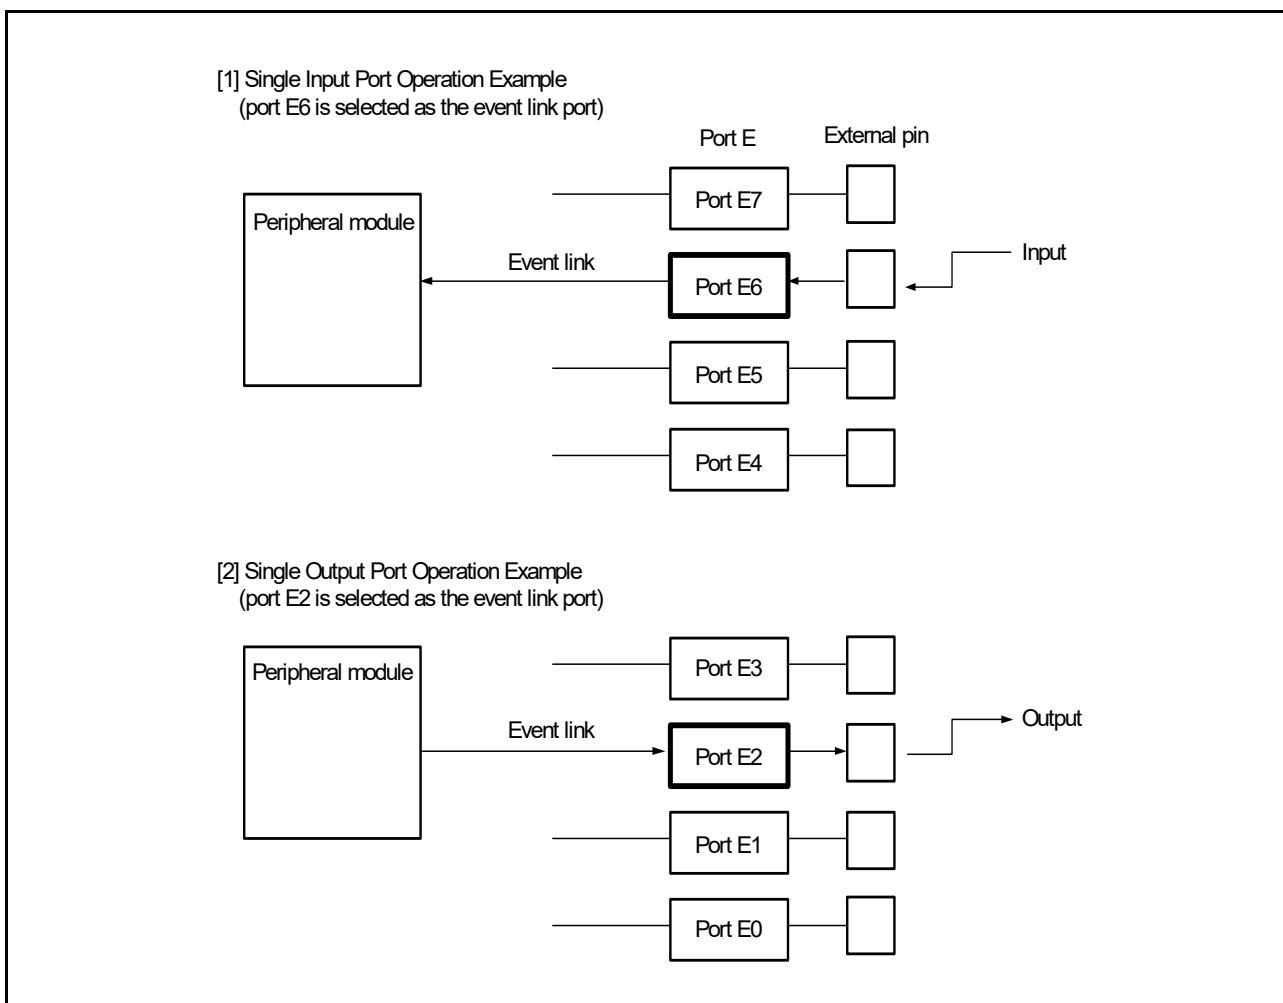 [1] Single Input Port Operation Example
(port E6 is selected as the event link port)
Port E
External pin
Port E7
Peripheral module
Event link
Port E6
Input
Port E5
Port E4
[2] Single Output Port Operation Example
(port E2 is selected as the event link port)
Port E3
Peripheral module
Event link
Port E2
Output
Port E1
Port E0